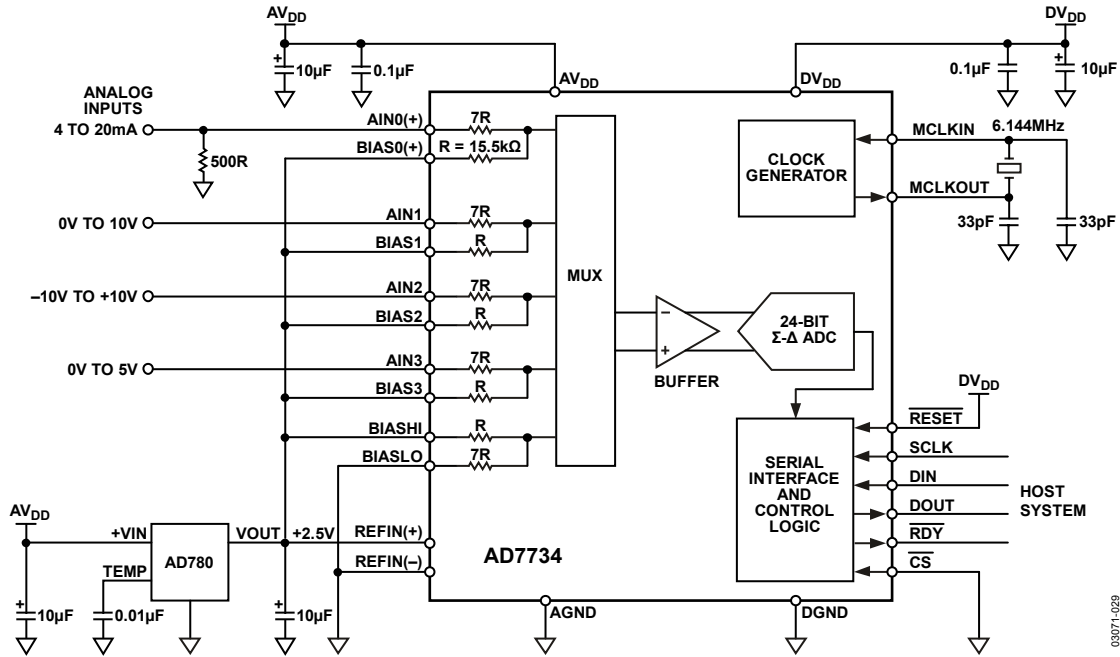 AVDD
DVDD
10µF
0.1µF
AVDD
DVDD
0.1µF
10µF
ANALOG
INPUTS
4 TO 20mA
AIN0(+)
7R
BIAS0(+)
R = 15.5kΩ
500R
0V TO 10V
AIN1
7R
BIAS1
R
–10V TO +10V
AIN2
7R
BIAS2
R
0V TO 5V
AIN3
7R
BIAS3
R
BIASHI
R
BIASLO
7R
MUX
BUFFER
24-BIT
Σ-Δ ADC
CLOCK
GENERATOR
MCLKIN
6.144MHz
MCLKOUT
33pF
33pF
SERIAL
INTERFACE
AND
CONTROL
LOGIC
DVDD
RESET
SCLK
DIN
DOUT
RDY
CS
HOST
SYSTEM
AVDD
+VIN
AD780
VOUT
+2.5V
REFIN(+)
TEMP
REFIN(–)
AD7734
10µF
0.01µF
10µF
AGND
DGND
03071-029